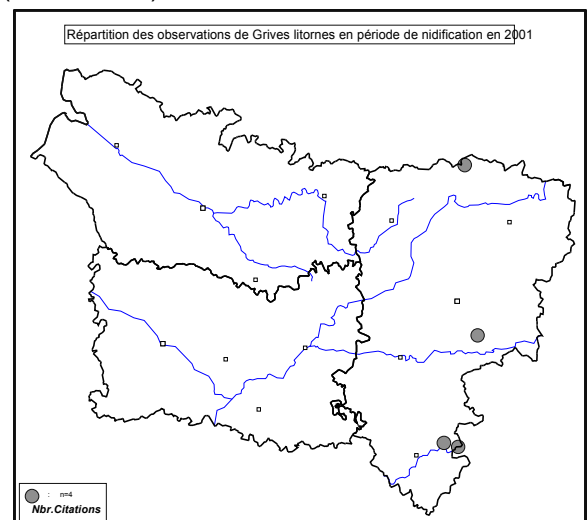 Répartition des observations de Grives litornes en période de nidification en 2001
: n=4
Nbr.Citations